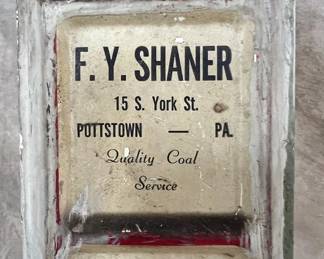 F. Y. SHANER
15 S. York St.
POTTSTOWN — PA.
Quality Coal
Service